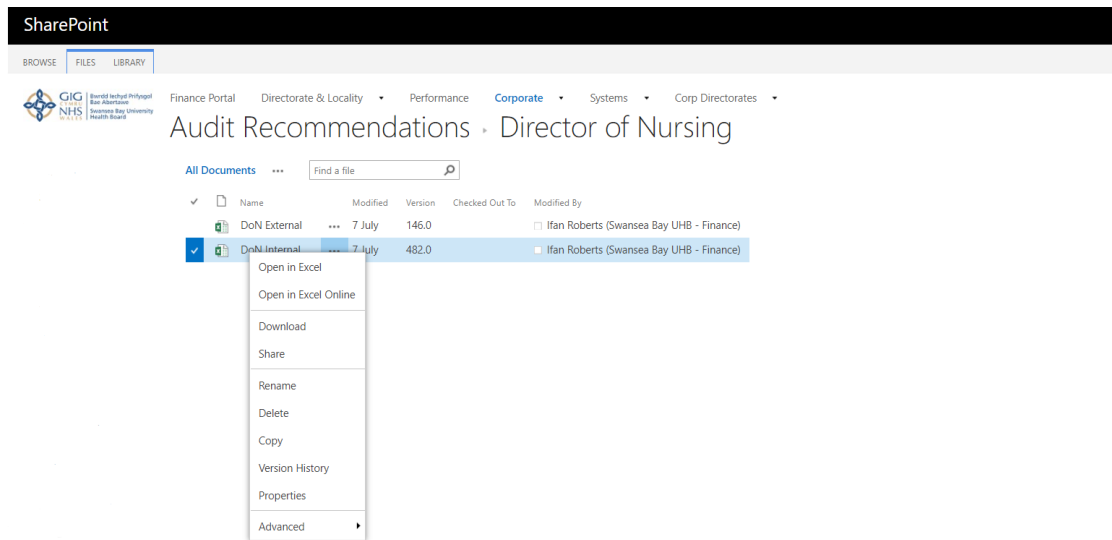 SharePoint
BROWSE FILES LIBRARY
GIG CYMRU NHS WALES
Bwrdd Iechyd Prifysgol
Bae Abertawe
Swansea Bay University
Health Board
Finance Portal Directorate & Locality Performance Corporate Systems Corp Directorates
Audit Recommendations Director of Nursing
All Documents ... Find a file
Name Modified Version Checked Out To Modified By
DoN External ... 7 July 146.0 Ifan Roberts (Swansea Bay UHB - Finance)
DoN Internal ... 7 July 482.0 Ifan Roberts (Swansea Bay UHB - Finance)
Open in Excel
Open in Excel Online
Download
Share
Rename
Delete
Copy
Version History
Properties
Advanced